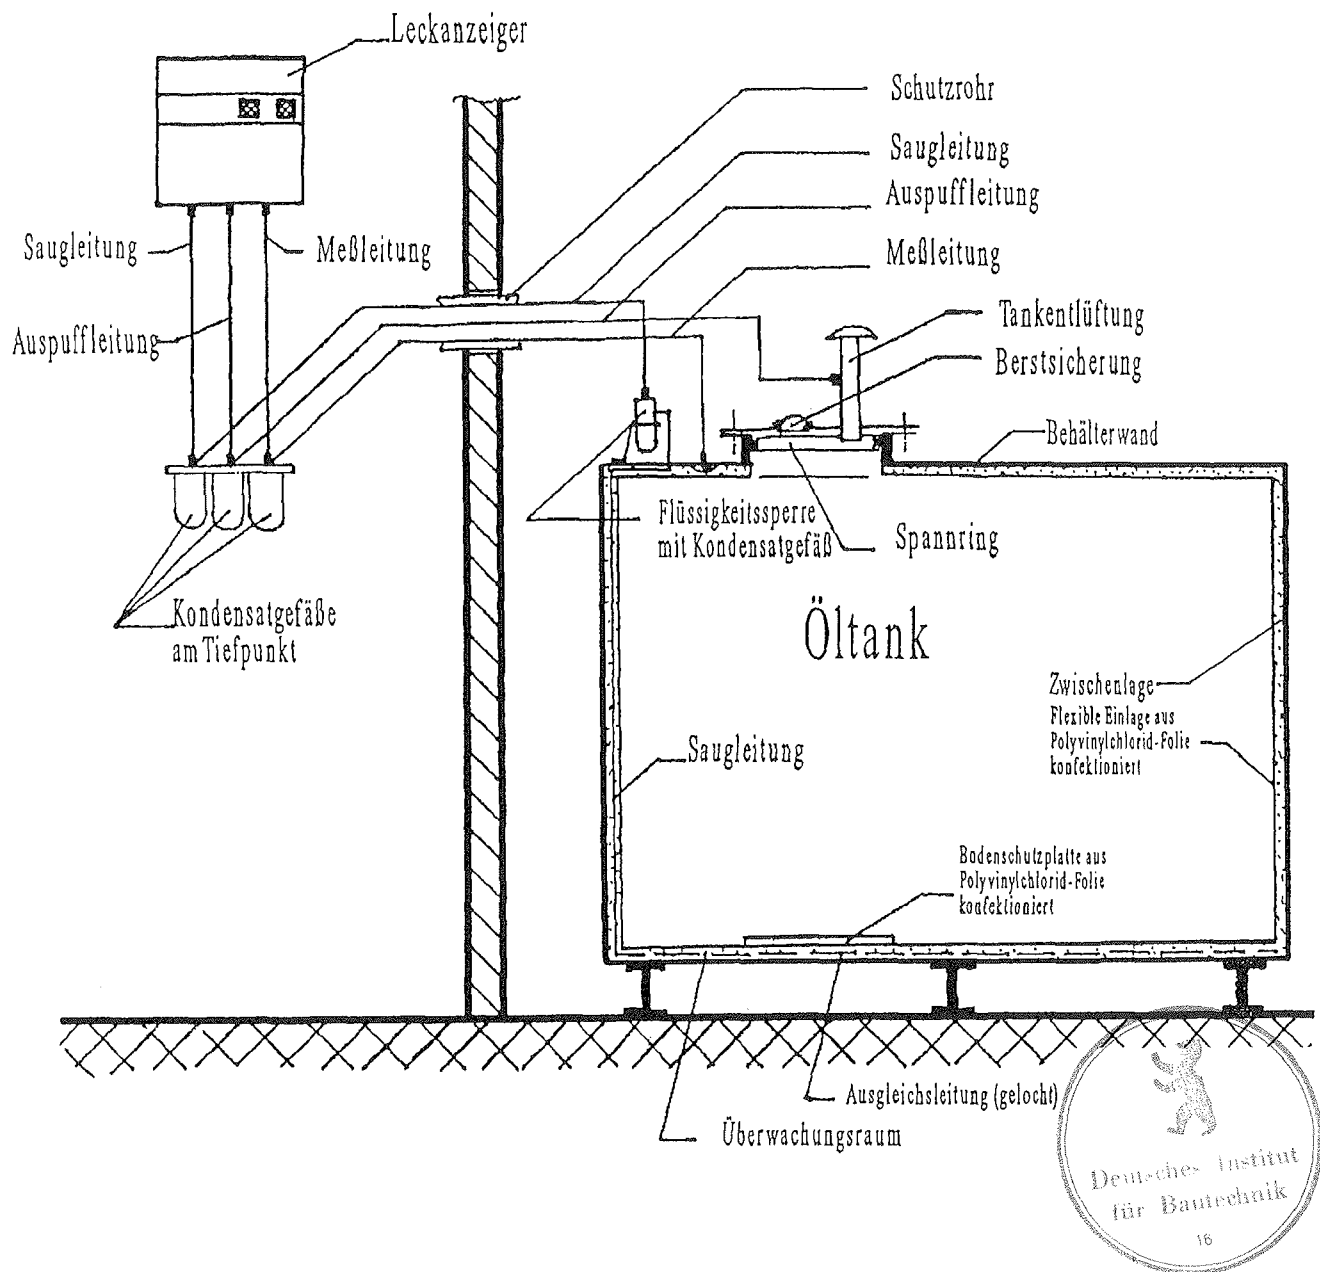 Leckanzeiger
Schutzrohr
Saugleitung
Auspuffleitung
Meßleitung
Saugleitung
Meßleitung
Auspuffleitung
Tankentlüftung
Berstsicherung
Behälterwand
Flüssigkeitssperre
mit Kondensatgefäß
Spannring
Kondensatgefäße
am Tiefpunkt
Öltank
Zwischenlage
Flexible Einlage aus
Polyvinylchlorid-Folie
konfektioniert
Saugleitung
Bodenschutzplatte aus
Polyvinylchlorid-Folie
konfektioniert
Ausgleichsleitung (gelocht)
Überwachungsraum
Deutsches Institut
für Bautechnik
16